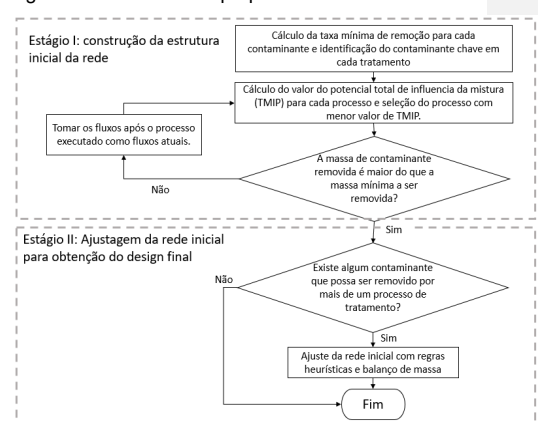 Estágio I: construção da estrutura
inicial da rede
Cálculo da taxa mínima de remoção para cada
contaminante e identificação do contaminante chave em
cada tratamento
Cálculo do valor do potencial total de influencia da mistura
(TMIP) para cada processo e seleção do processo com
menor valor de TMIP.
Tomar os fluxos após o processo
executado como fluxos atuais.
A massa de contaminante
removida é maior do que a
massa mínima a ser
removida?
Não
Sim
Estágio II: Ajustagem da rede inicial
para obtenção do design final
Existe algum contaminante
que possa ser removido por
mais de um processo de
tratamento?
Não
Sim
Ajuste da rede inicial com regras
heurísticas e balanço de massa
Fim